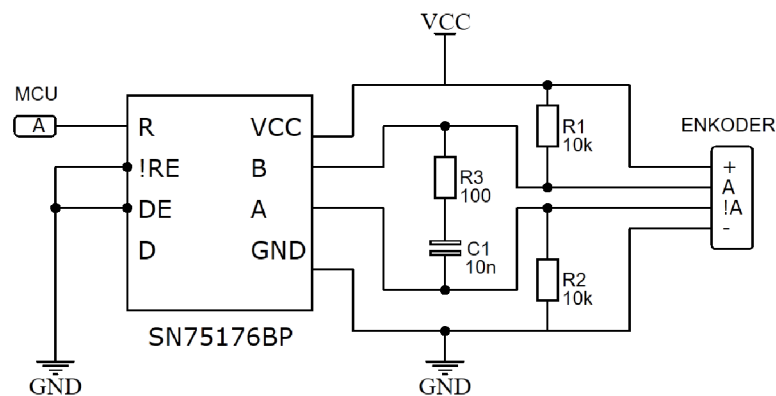 VCC
MCU
A
R
!RE
DE
D
VCC
B
A
GND
SN75176BP
R3
100
C1
10n
R1
10k
R2
10k
ENKODER
+
A
!A
-
GND
GND